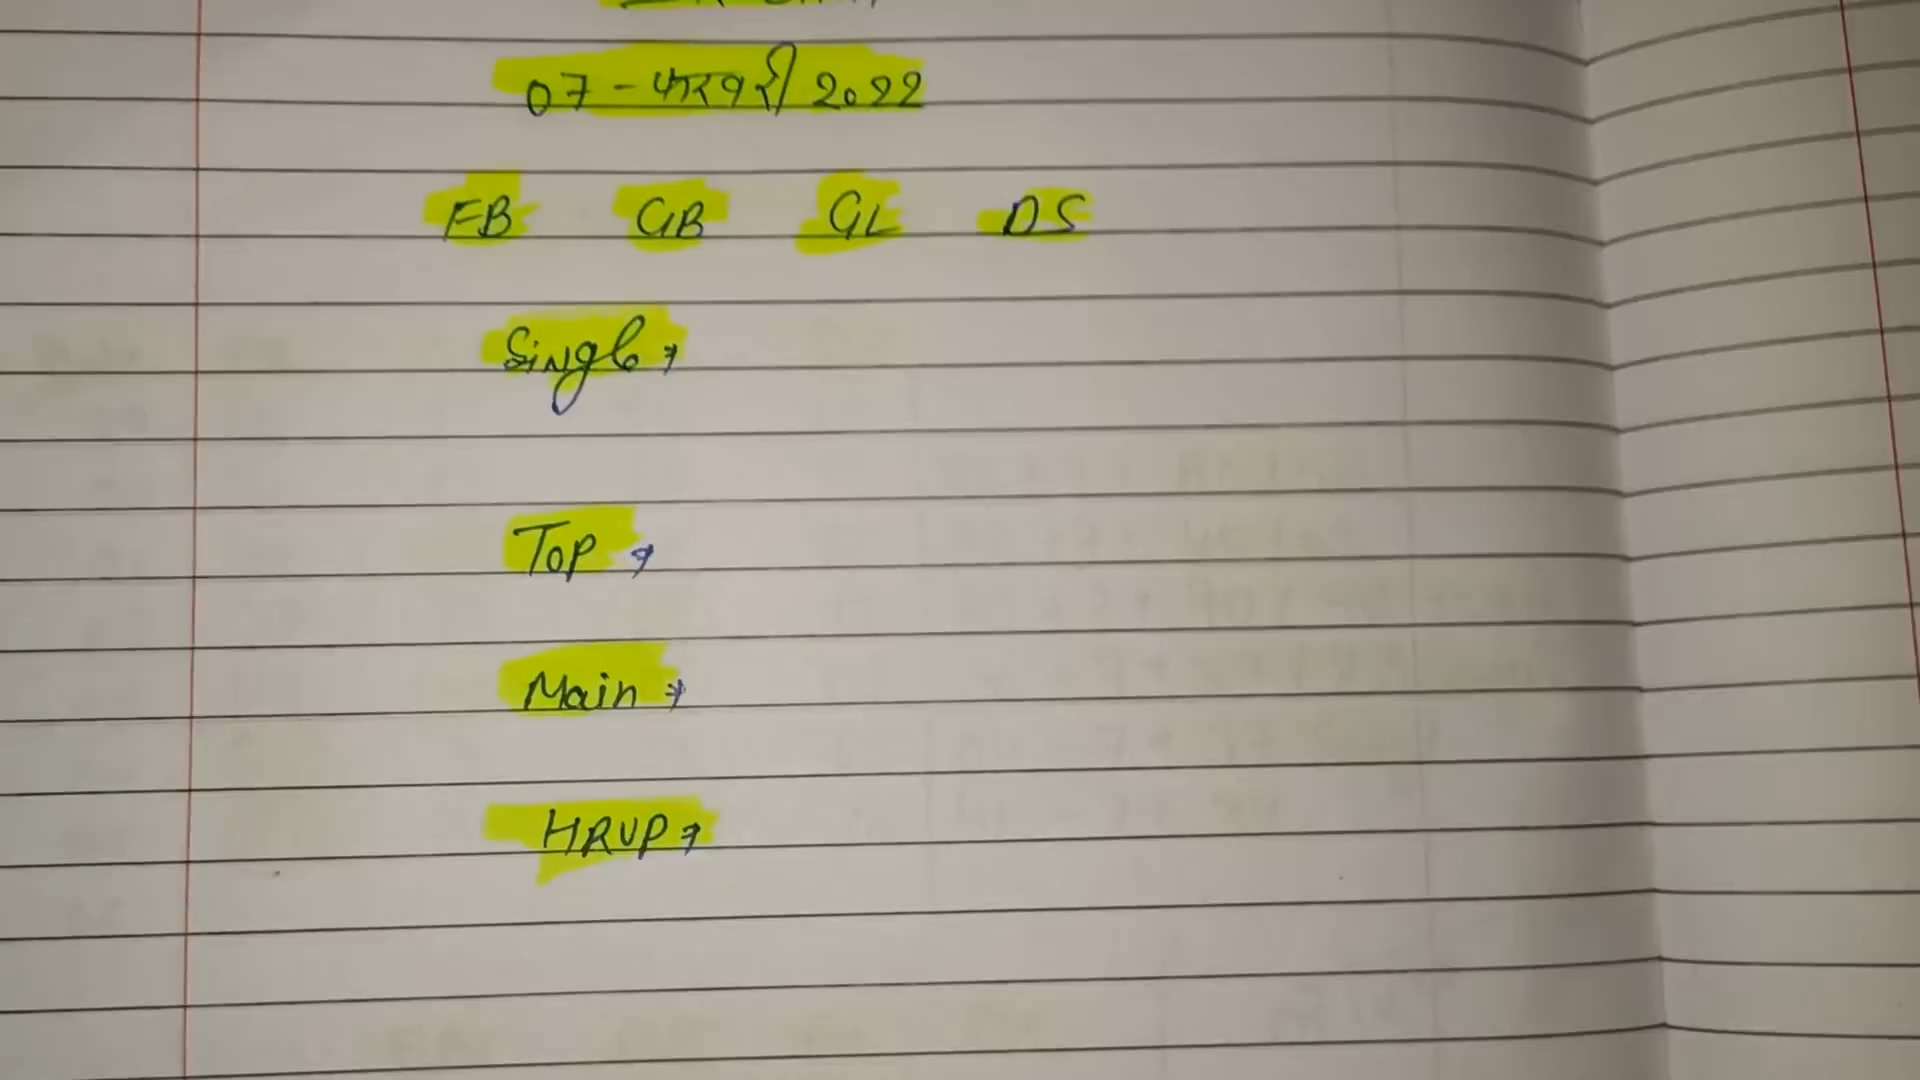 07 - फरवरी 2022
FB GB GL DS
Single →
Top →
Main →
HRUP →